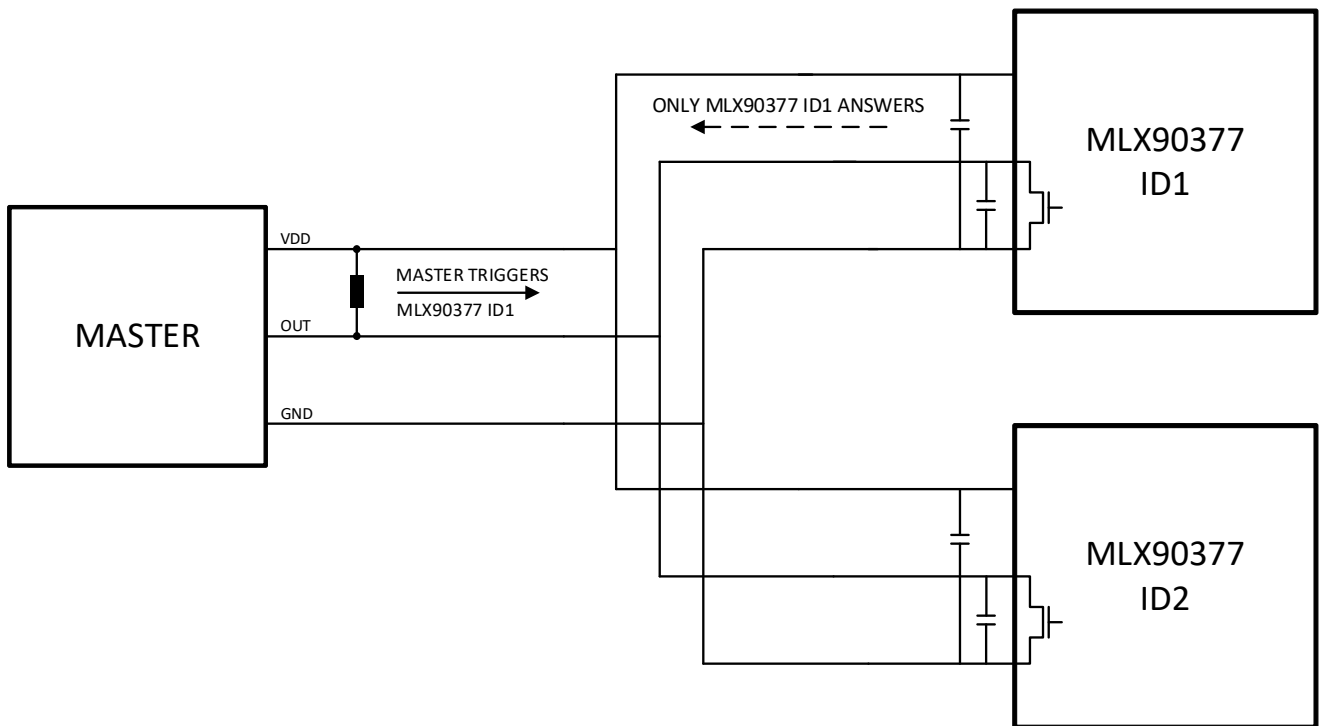 ONLY MLX90377 ID1 ANSWERS
MLX90377
ID1
VDD
MASTER TRIGGERS
MLX90377 ID1
OUT
MASTER
GND
MLX90377
ID2